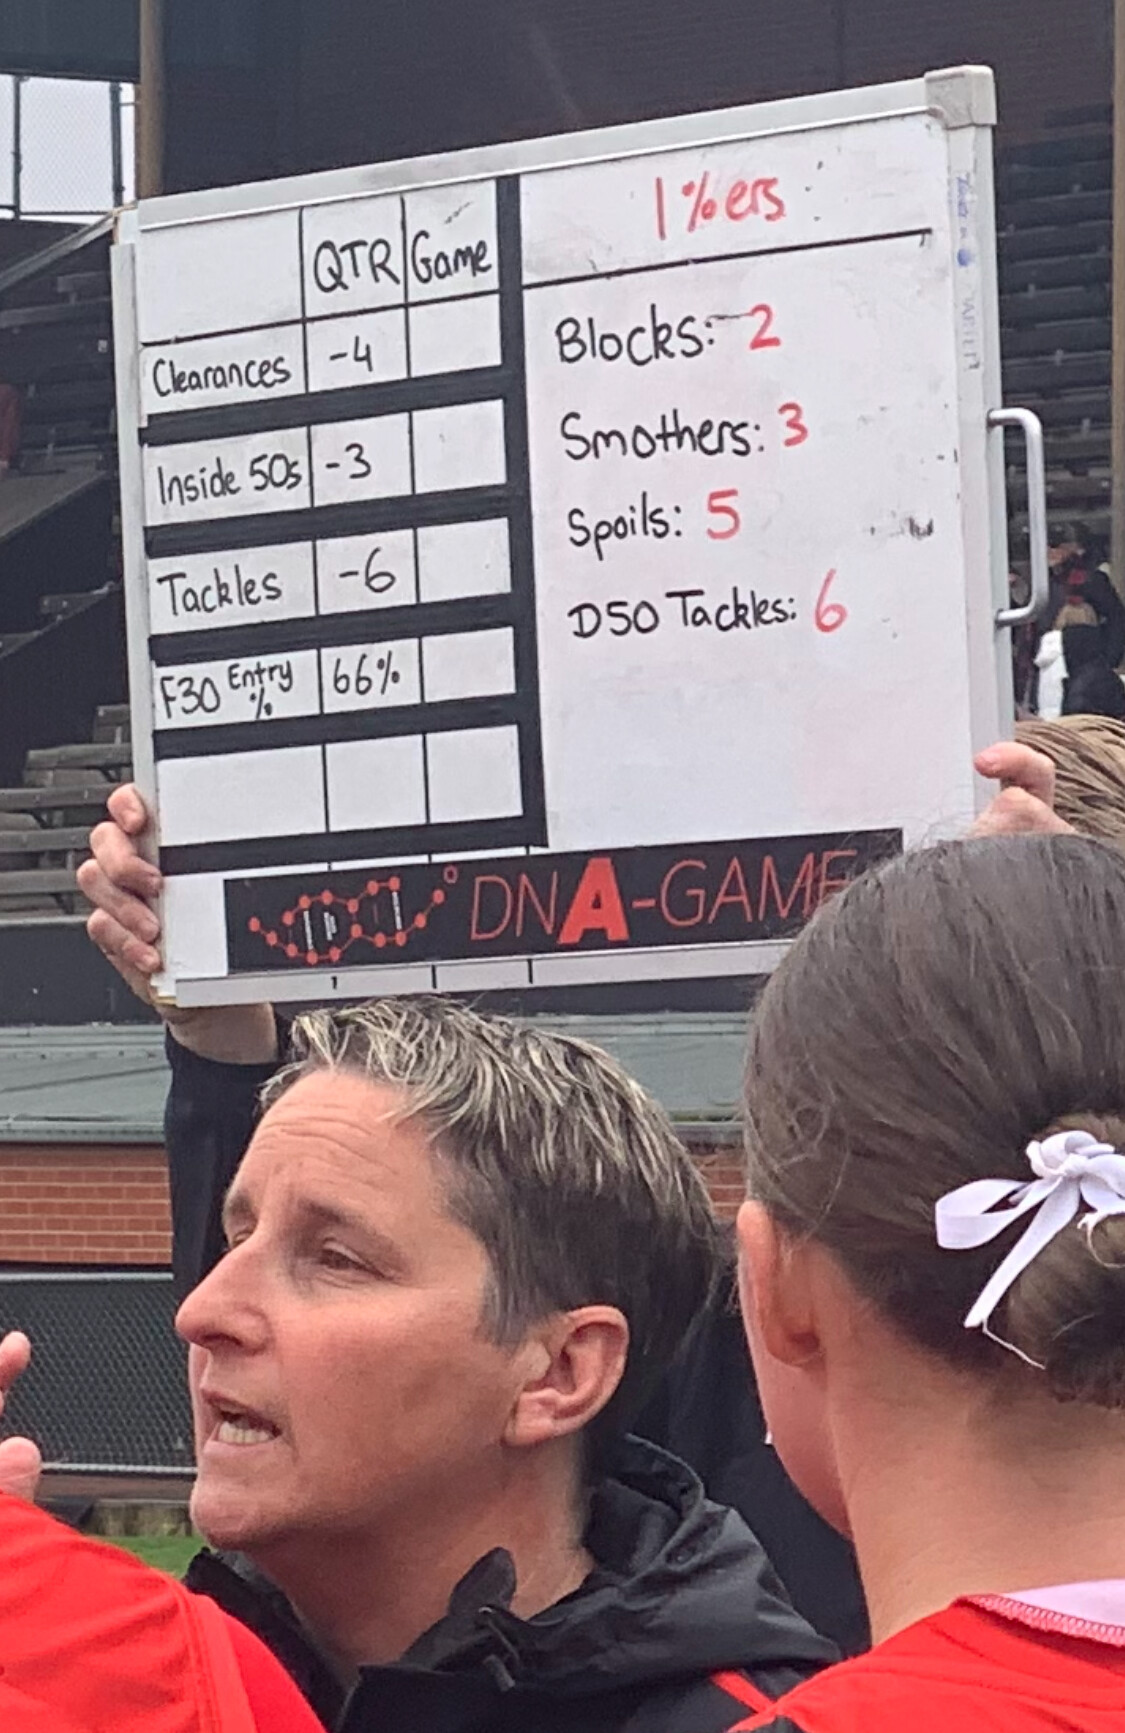 QTR Game
Clearances -4
Inside 50s -3
Tackles -6
F30 Entry % 66%
1%ers
Blocks: 2
Smothers: 3
Spoils: 5
D50 Tackles: 6
DNA-GAME